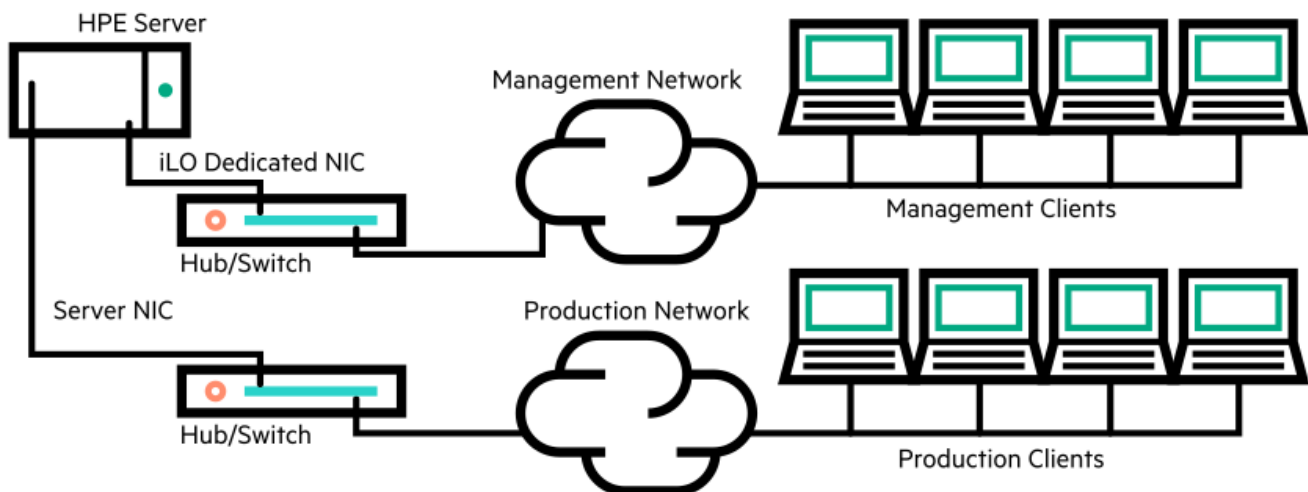 HPE Server
Management Network
iLO Dedicated NIC
Management Clients
Hub/Switch
Server NIC
Production Network
Hub/Switch
Production Clients